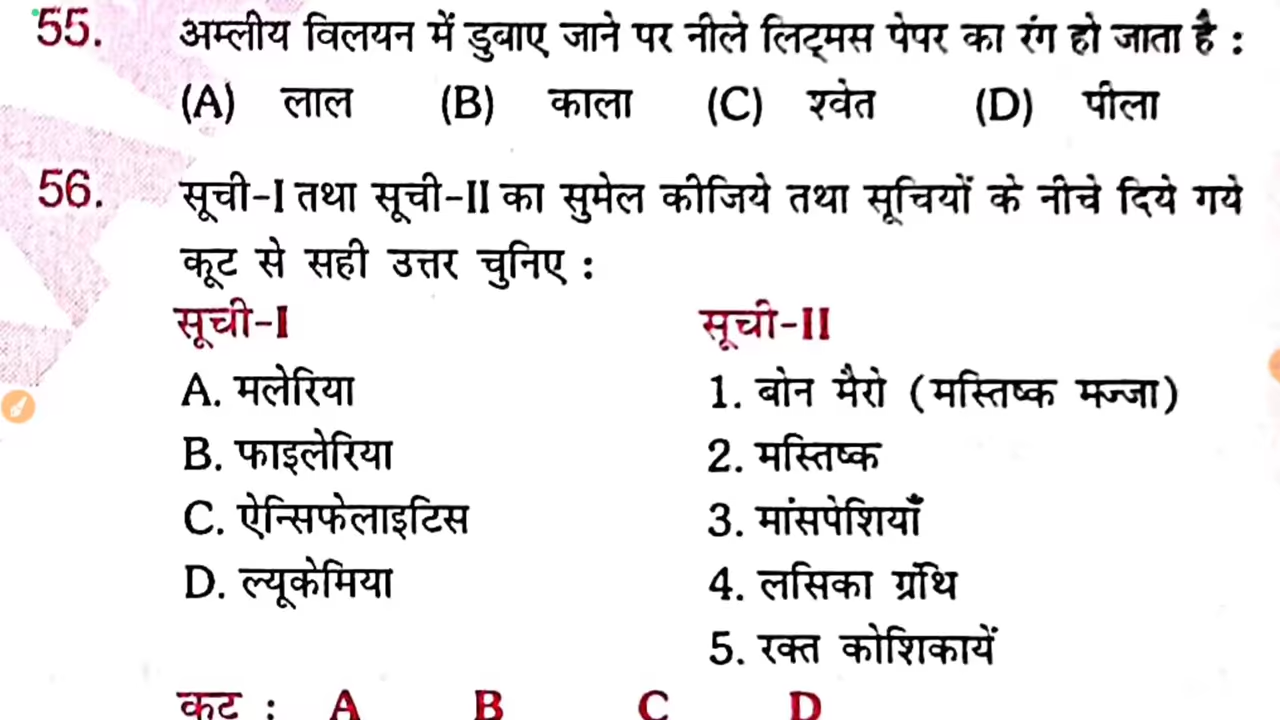 55. अम्लीय विलयन में डुबाए जाने पर नीले लिट्मस पेपर का रंग हो जाता है :
(A) लाल (B) काला (C) श्वेत (D) पीला
56. सूची-I तथा सूची-II का सुमेल कीजिये तथा सूचियों के नीचे दिये गये
कूट से सही उत्तर चुनिए :
सूची-I सूची-II
A. मलेरिया 1. बोन मैरो (मस्तिष्क मज्जा)
B. फाइलेरिया 2. मस्तिष्क
C. ऐन्सिफेलाइटिस 3. मांसपेशियाँ
D. ल्यूकेमिया 4. लसिका ग्रंथि
5. रक्त कोशिकायें
कूट : A B C D